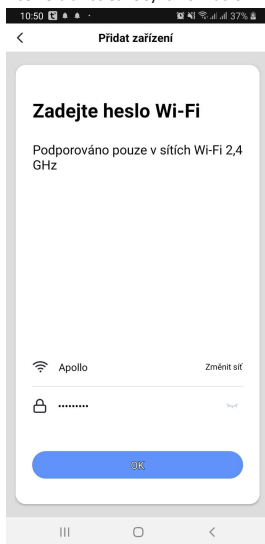 10:50
37%
Přidat zařízení
Zadejte heslo Wi-Fi
Podporováno pouze v sítích Wi-Fi 2,4
GHz
Apollo Změnit síť
•••••••••
OK